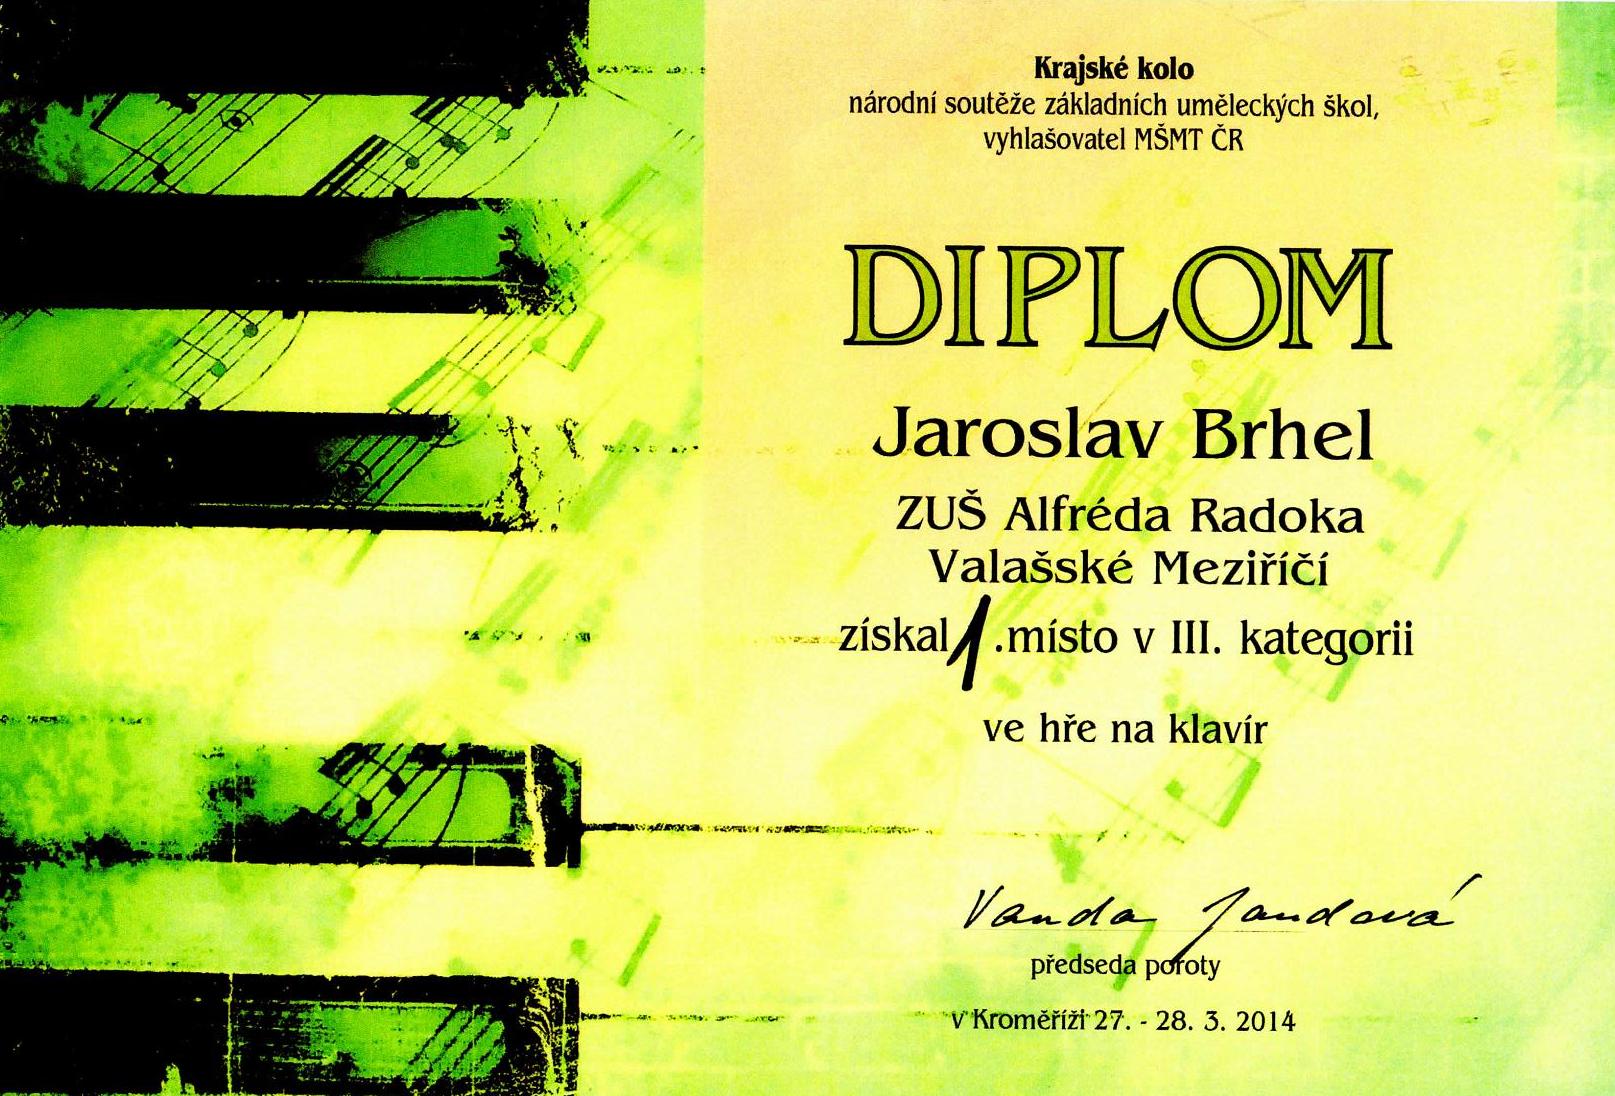 Krajské kolo
národní soutěže základních uměleckých škol,
vyhlašovatel MŠMT ČR
DIPLOM
Jaroslav Brhel
ZUŠ Alfréda Radoka
Valašské Meziříčí
získal 1. místo v III. kategorii
ve hře na klavír
Vanda Jandová
předseda poroty
v Kroměříži 27. - 28. 3. 2014